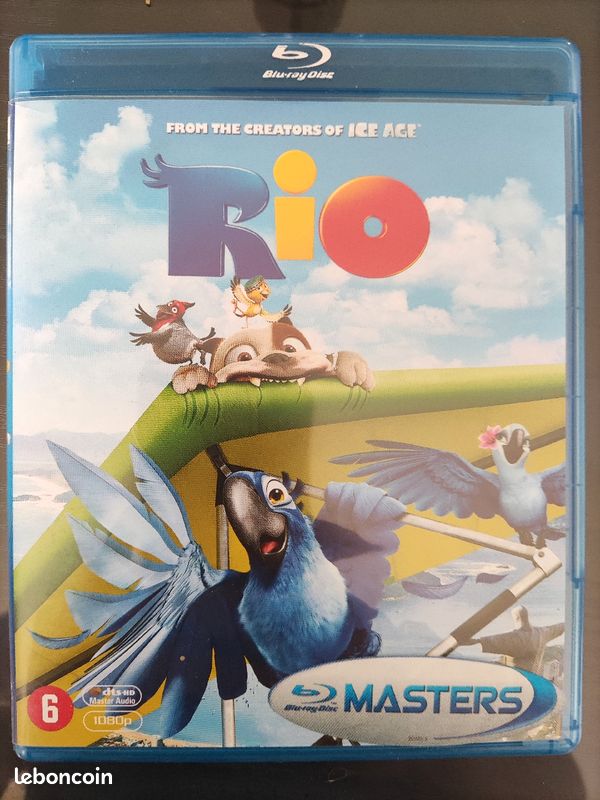 Blu-ray Disc
FROM THE CREATORS OF ICE AGE
RiO
6
dts-HD
Master Audio
1080p
Blu-ray Disc
MASTERS
leboncoin